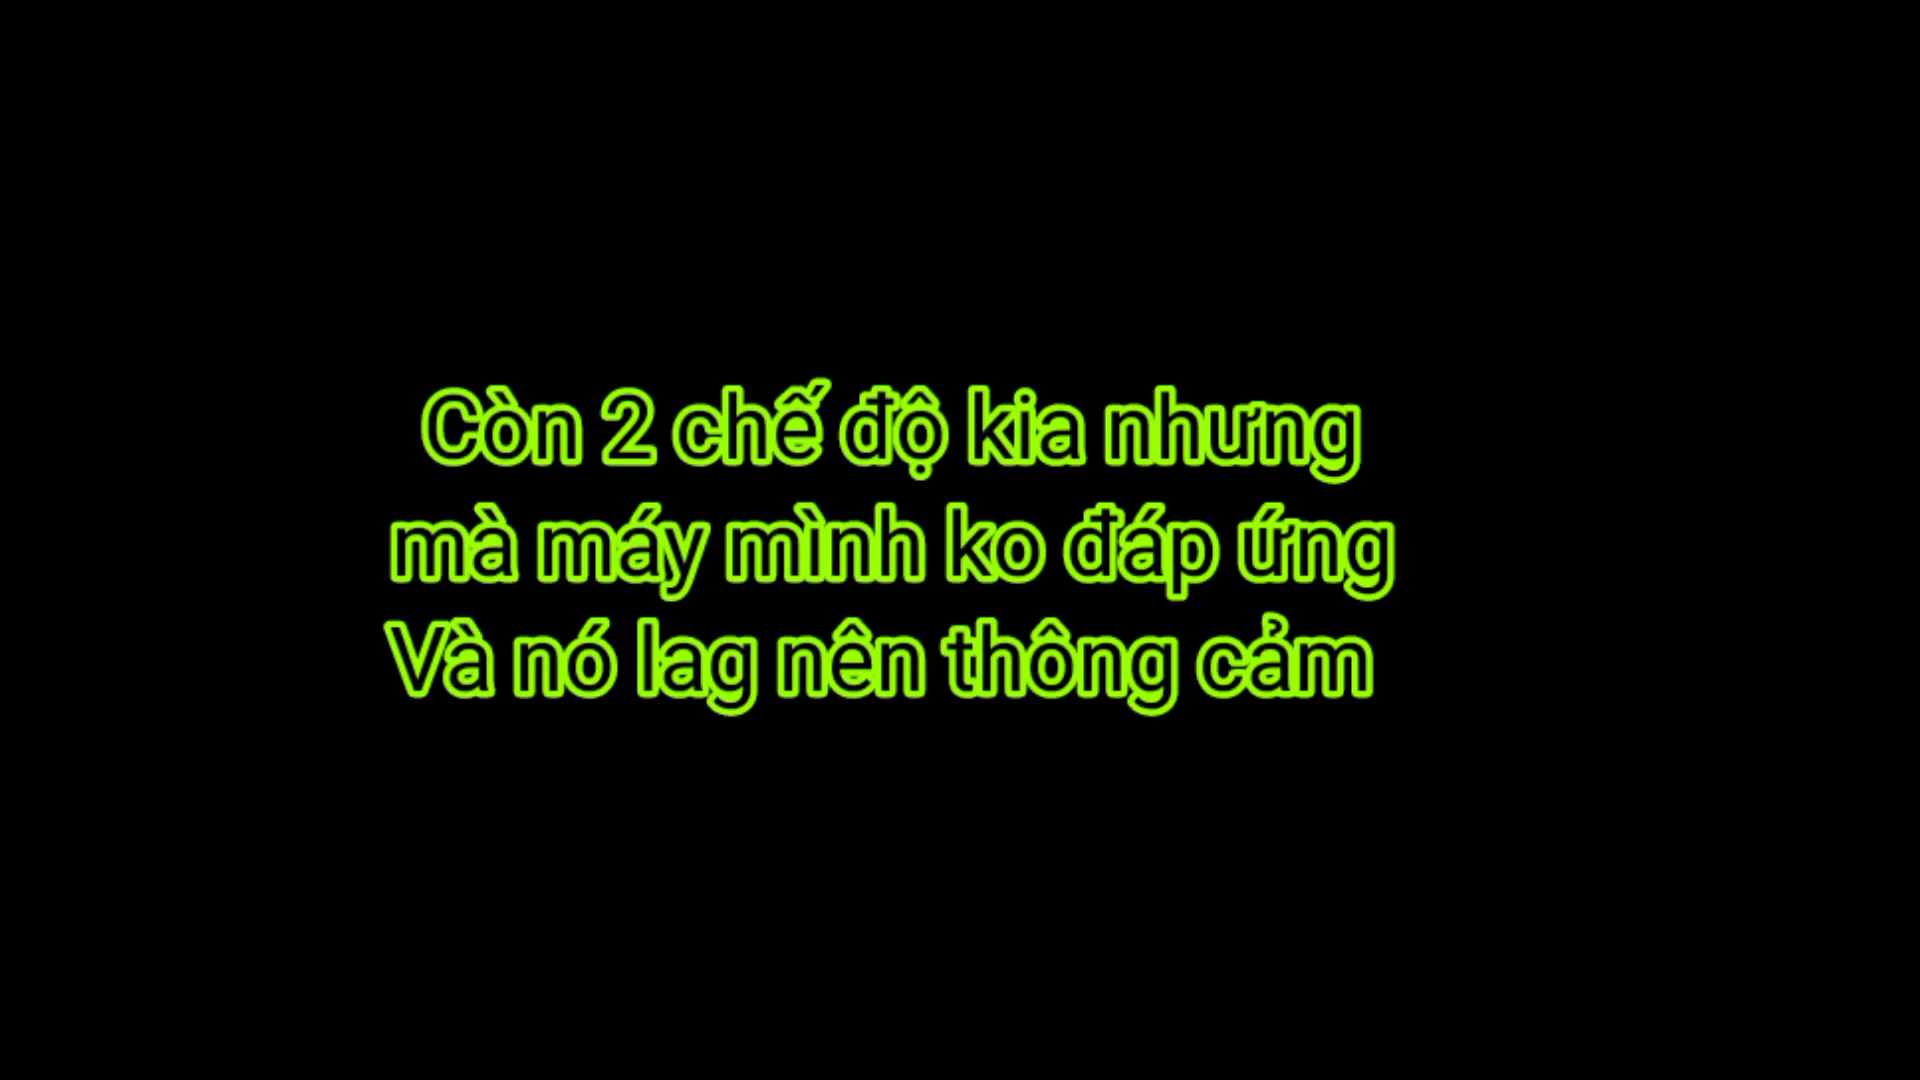 Còn 2 chế độ kia nhưng
mà máy mình ko đáp ứng
Và nó lag nên thông cảm